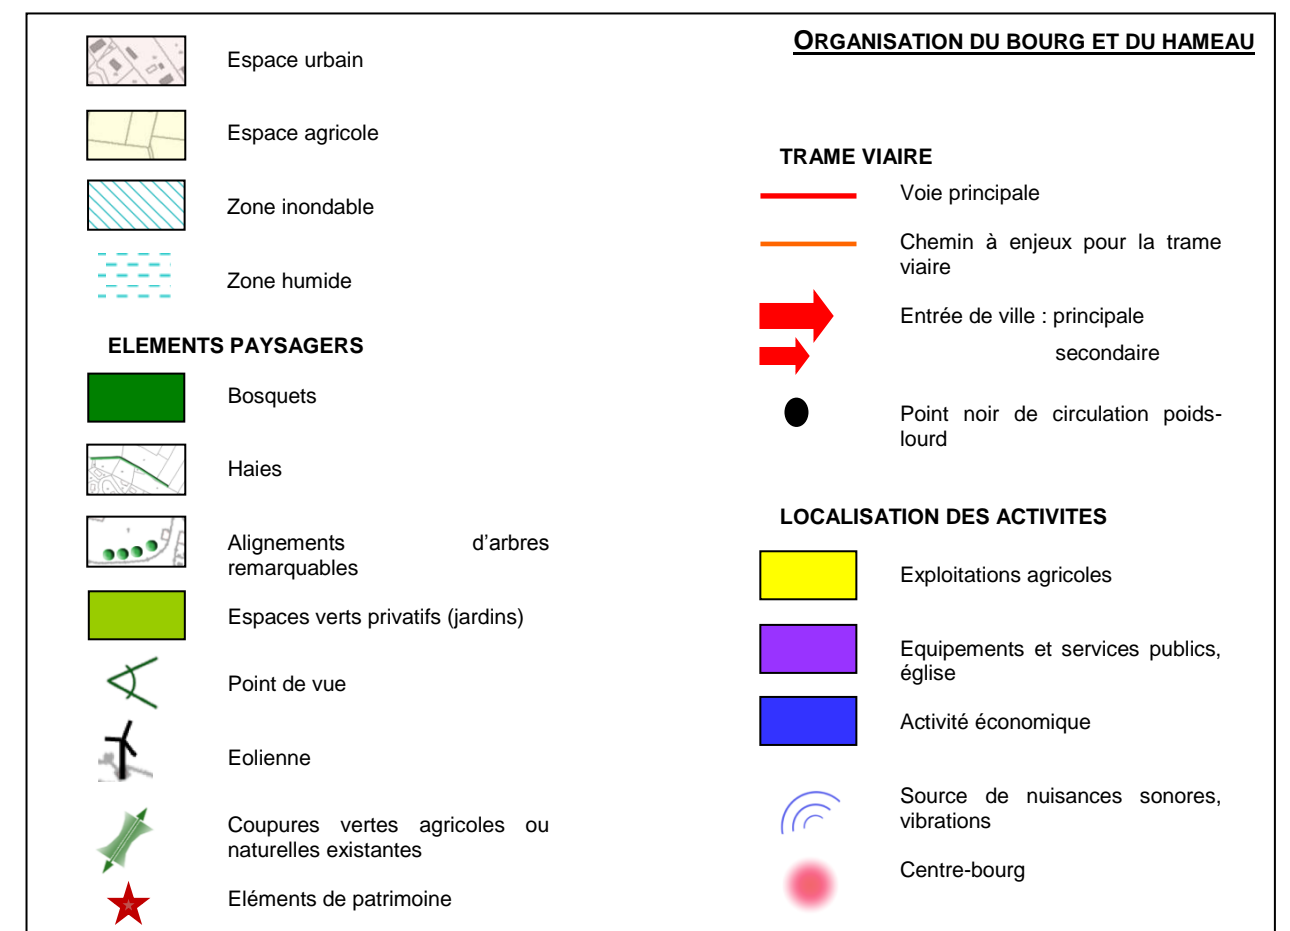 ORGANISATION DU BOURG ET DU HAMEAU
Espace urbain
Espace agricole
Zone inondable
Zone humide
ELEMENTS PAYSAGERS
Bosquets
Haies
Alignements d'arbres
remarquables
Espaces verts privatifs (jardins)
Point de vue
Eolienne
Coupures vertes agricoles ou
naturelles existantes
Eléments de patrimoine
TRAME VIAIRE
Voie principale
Chemin à enjeux pour la trame
viaire
Entrée de ville : principale
secondaire
Point noir de circulation poids-
lourd
LOCALISATION DES ACTIVITES
Exploitations agricoles
Equipements et services publics,
église
Activité économique
Source de nuisances sonores,
vibrations
Centre-bourg